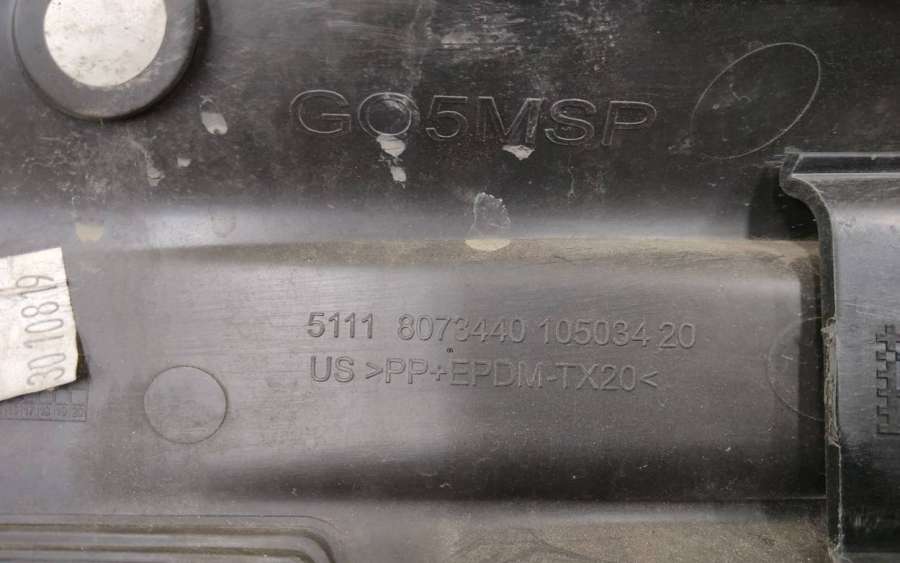 GO5MSP
5111 8073440 105034 20
US >PP+EPDM-TX20<
3010819